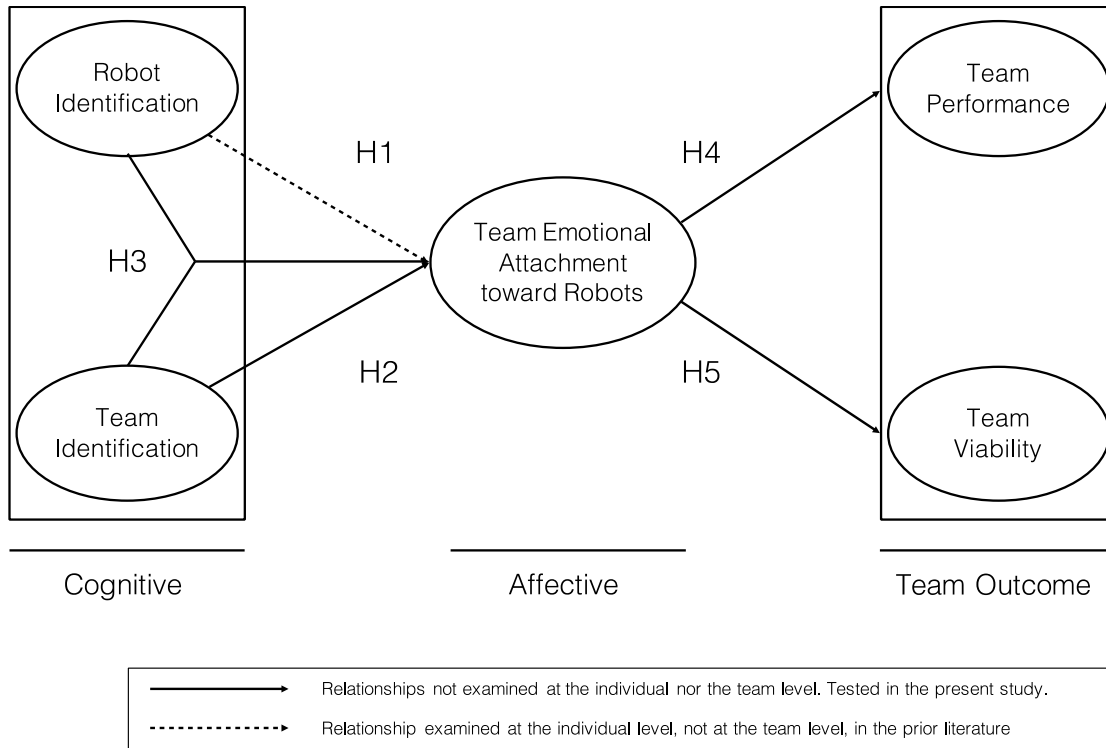 Robot
Identification
H1
H4
Team
Performance
H3
Team Emotional
Attachment
toward Robots
H2
H5
Team
Identification
Team
Viability
Cognitive
Affective
Team Outcome
Relationships not examined at the individual nor the team level. Tested in the present study.
Relationship examined at the individual level, not at the team level, in the prior literature